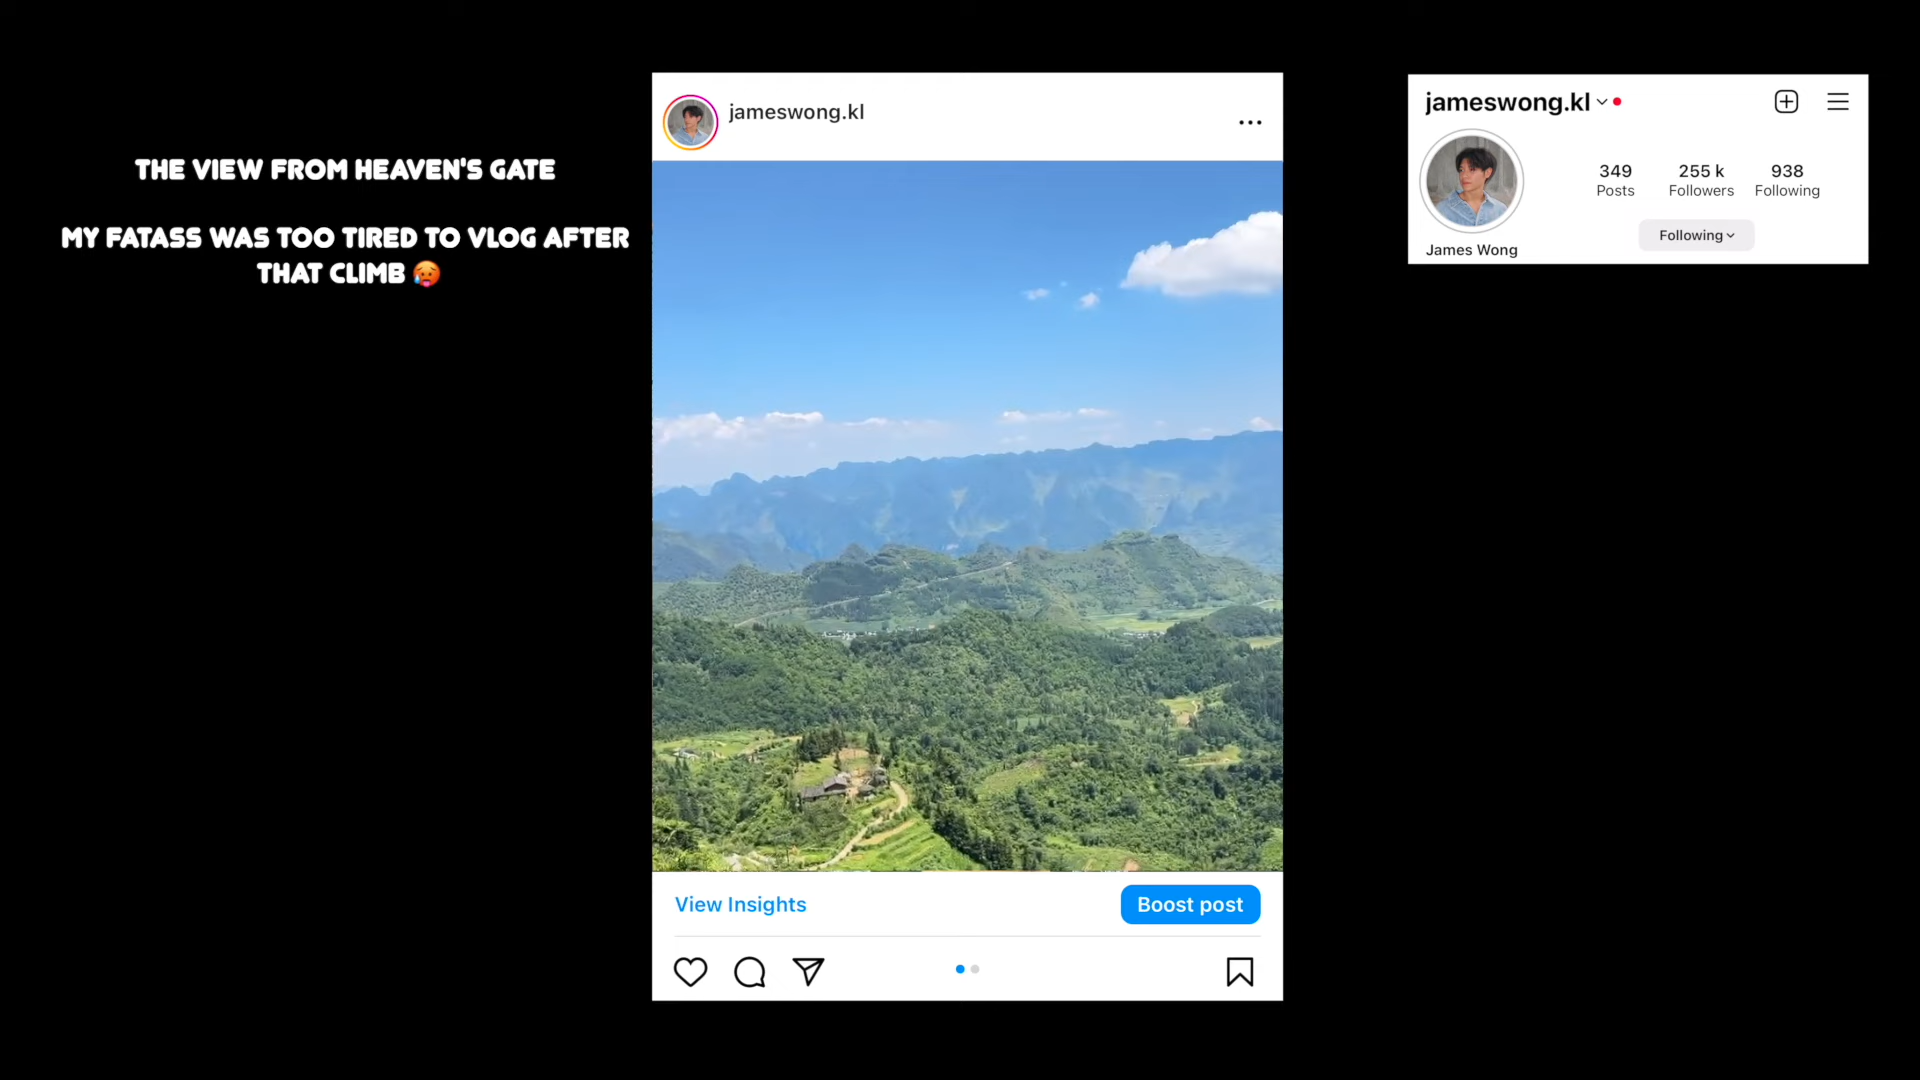 THE VIEW FROM HEAVEN'S GATE
MY FATASS WAS TOO TIRED TO VLOG AFTER
THAT CLIMB 🥵
jameswong.kl
View Insights
Boost post
jameswong.kl
349 255 k 938
Posts Followers Following
Following
James Wong